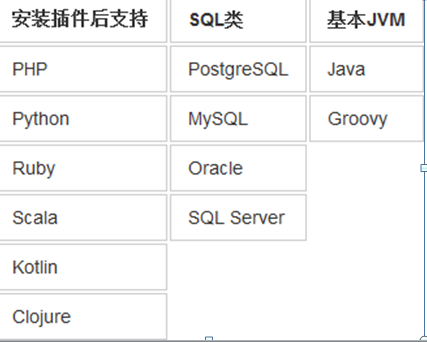 安装插件后支持 SQL类 基本JVM
PHP PostgreSQL Java
Python MySQL Groovy
Ruby Oracle
Scala SQL Server
Kotlin
Clojure